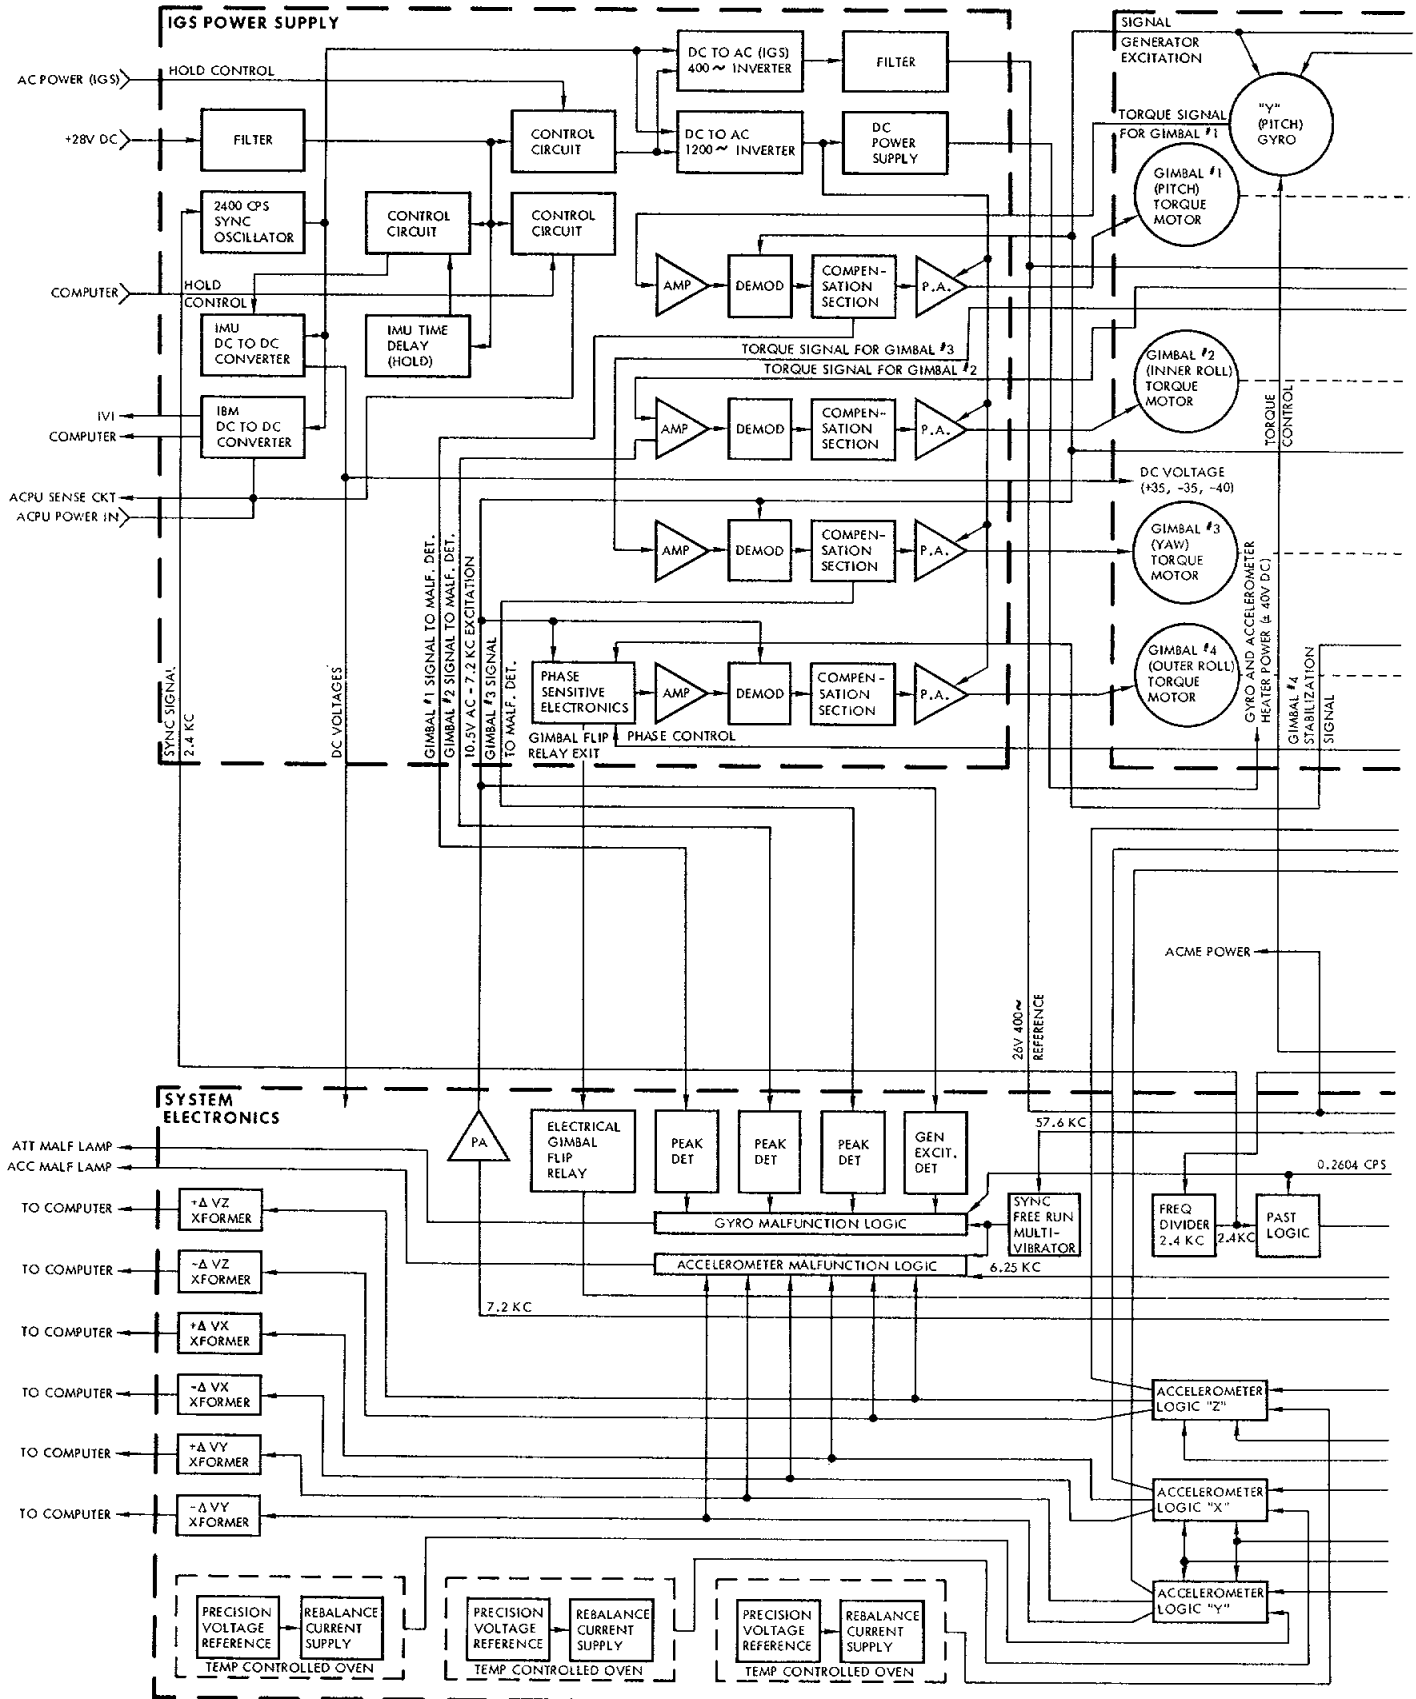 IGS POWER SUPPLY
AC POWER (IGS)
HOLD CONTROL
+28V DC
FILTER
CONTROL
CIRCUIT
DC TO AC (IGS)
400~ INVERTER
FILTER
DC TO AC
1200~ INVERTER
DC
POWER
SUPPLY
2400 CPS
SYNC
OSCILLATOR
CONTROL
CIRCUIT
CONTROL
CIRCUIT
COMPUTER
HOLD
CONTROL
IMU
DC TO DC
CONVERTER
IMU TIME
DELAY
(HOLD)
IVI
COMPUTER
IBM
DC TO DC
CONVERTER
ACPU SENSE CKT
ACPU POWER IN
AMP
DEMOD
COMPEN-
SATION
SECTION
P.A.
TORQUE SIGNAL FOR GIMBAL #3
TORQUE SIGNAL FOR GIMBAL #2
AMP
DEMOD
COMPEN-
SATION
SECTION
P.A.
AMP
DEMOD
COMPEN-
SATION
SECTION
P.A.
PHASE
SENSITIVE
ELECTRONICS
AMP
DEMOD
COMPEN-
SATION
SECTION
P.A.
GIMBAL FLIP
RELAY EXIT
PHASE CONTROL
SYNC SIGNAL
2.4 KC
DC VOLTAGES
GIMBAL #1 SIGNAL TO MALF. DET.
GIMBAL #2 SIGNAL TO MALF. DET.
10.5V AC - 7.2 KC EXCITATION
GIMBAL #3 SIGNAL
TO MALF. DET.
SIGNAL
GENERATOR
EXCITATION
"Y"
(PITCH)
GYRO
TORQUE SIGNAL
FOR GIMBAL #1
GIMBAL #1
(PITCH)
TORQUE
MOTOR
GIMBAL #2
(INNER ROLL)
TORQUE
MOTOR
TORQUE
CONTROL
DC VOLTAGE
(+35, -35, -40)
GIMBAL #3
(YAW)
TORQUE
MOTOR
GIMBAL #4
(OUTER ROLL)
TORQUE
MOTOR
GYRO AND ACCELEROMETER
HEATER POWER (± 40V DC)
GIMBAL #4
STABILIZATION
SIGNAL
ACME POWER
26V 400~
REFERENCE
SYSTEM
ELECTRONICS
ATT MALF LAMP
ACC MALF LAMP
PA
ELECTRICAL
GIMBAL
FLIP
RELAY
PEAK
DET
PEAK
DET
PEAK
DET
GEN
EXCIT.
DET
57.6 KC
0.2604 CPS
GYRO MALFUNCTION LOGIC
SYNC
FREE RUN
MULTI-
VIBRATOR
FREQ
DIVIDER
2.4 KC
2.4KC
PAST
LOGIC
ACCELEROMETER MALFUNCTION LOGIC
6.25 KC
7.2 KC
TO COMPUTER
+Δ VZ
XFORMER
TO COMPUTER
-Δ VZ
XFORMER
TO COMPUTER
+Δ VX
XFORMER
TO COMPUTER
-Δ VX
XFORMER
TO COMPUTER
+Δ VY
XFORMER
TO COMPUTER
-Δ VY
XFORMER
ACCELEROMETER
LOGIC "Z"
ACCELEROMETER
LOGIC "X"
ACCELEROMETER
LOGIC "Y"
PRECISION
VOLTAGE
REFERENCE
REBALANCE
CURRENT
SUPPLY
TEMP CONTROLLED OVEN
PRECISION
VOLTAGE
REFERENCE
REBALANCE
CURRENT
SUPPLY
TEMP CONTROLLED OVEN
PRECISION
VOLTAGE
REFERENCE
REBALANCE
CURRENT
SUPPLY
TEMP CONTROLLED OVEN